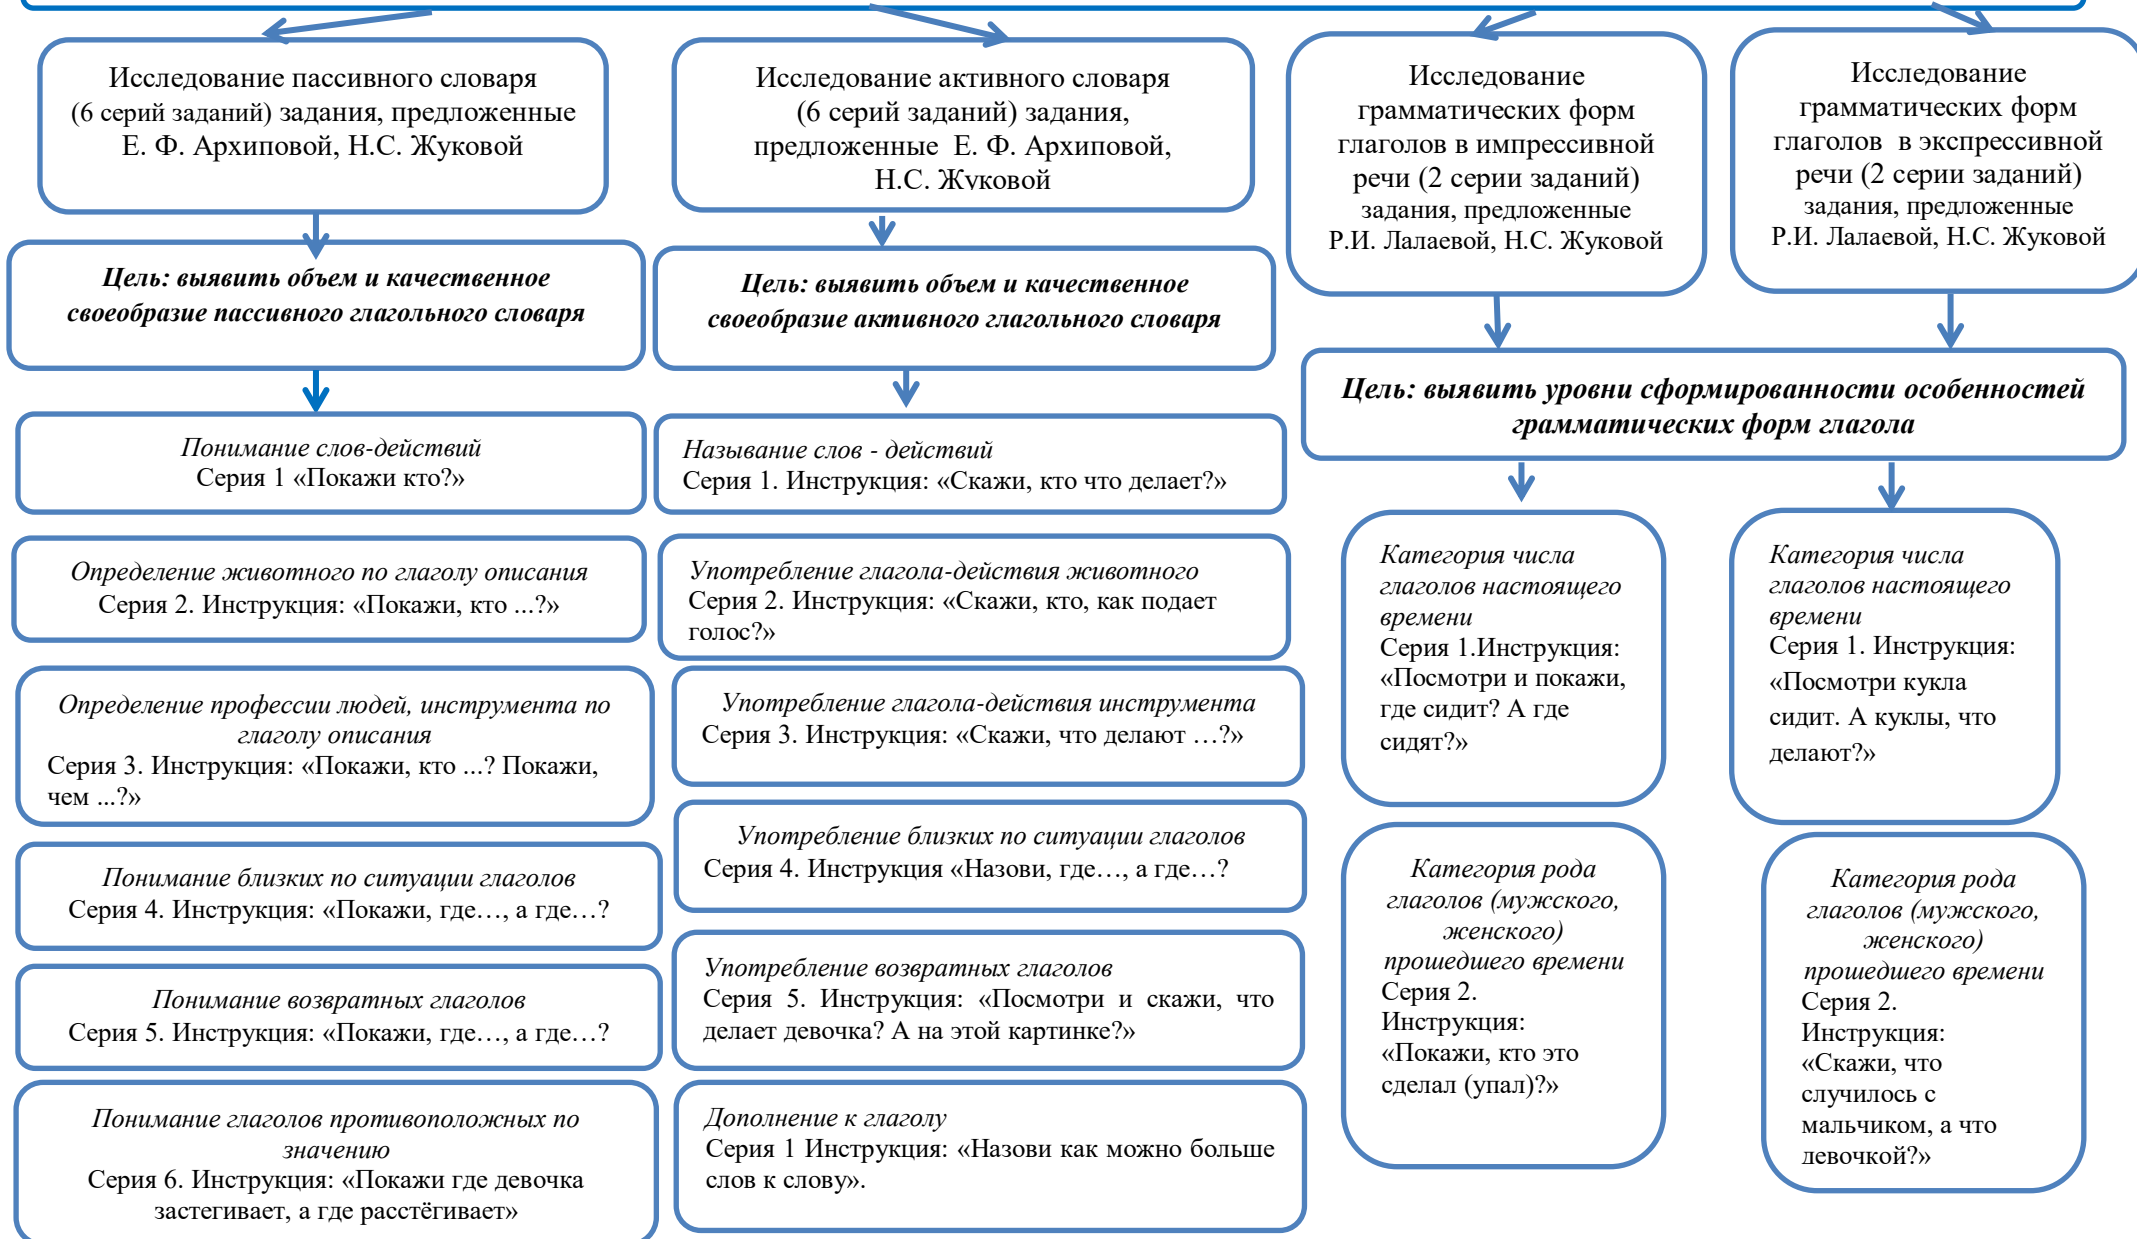 Исследование пассивного словаря
(6 серий заданий) задания, предложенные
Е. Ф. Архиповой, Н.С. Жуковой
Цель: выявить объем и качественное
своеобразие пассивного глагольного словаря
Понимание слов-действий
Серия 1 «Покажи кто?»
Определение животного по глаголу описания
Серия 2. Инструкция: «Покажи, кто ...?»
Определение профессии людей, инструмента по
глаголу описания
Серия 3. Инструкция: «Покажи, кто ...? Покажи,
чем ...?»
Понимание близких по ситуации глаголов
Серия 4. Инструкция: «Покажи, где…, а где…?
Понимание возвратных глаголов
Серия 5. Инструкция: «Покажи, где…, а где…?
Понимание глаголов противоположных по
значению
Серия 6. Инструкция: «Покажи где девочка
застегивает, а где расстёгивает»
Исследование активного словаря
(6 серий заданий) задания,
предложенные Е. Ф. Архиповой,
Н.С. Жуковой
Цель: выявить объем и качественное
своеобразие активного глагольного словаря
Называние слов - действий
Серия 1. Инструкция: «Скажи, кто что делает?»
Употребление глагола-действия животного
Серия 2. Инструкция: «Скажи, кто, как подает
голос?»
Употребление глагола-действия инструмента
Серия 3. Инструкция: «Скажи, что делают …?»
Употребление близких по ситуации глаголов
Серия 4. Инструкция «Назови, где…, а где…?
Употребление возвратных глаголов
Серия 5. Инструкция: «Посмотри и скажи, что
делает девочка? А на этой картинке?»
Дополнение к глаголу
Серия 1 Инструкция: «Назови как можно больше
слов к слову».
Исследование
грамматических форм
глаголов в импрессивной
речи (2 серии заданий)
задания, предложенные
Р.И. Лалаевой, Н.С. Жуковой
Исследование
грамматических форм
глаголов в экспрессивной
речи (2 серии заданий)
задания, предложенные
Р.И. Лалаевой, Н.С. Жуковой
Цель: выявить уровни сформированности особенностей
грамматических форм глагола
Категория числа
глаголов настоящего
времени
Серия 1.Инструкция:
«Посмотри и покажи,
где сидит? А где
сидят?»
Категория рода
глаголов (мужского,
женского)
прошедшего времени
Серия 2.
Инструкция:
«Покажи, кто это
сделал (упал)?»
Категория числа
глаголов настоящего
времени
Серия 1. Инструкция:
«Посмотри кукла
сидит. А куклы, что
делают?»
Категория рода
глаголов (мужского,
женского)
прошедшего времени
Серия 2.
Инструкция:
«Скажи, что
случилось с
мальчиком, а что
девочкой?»